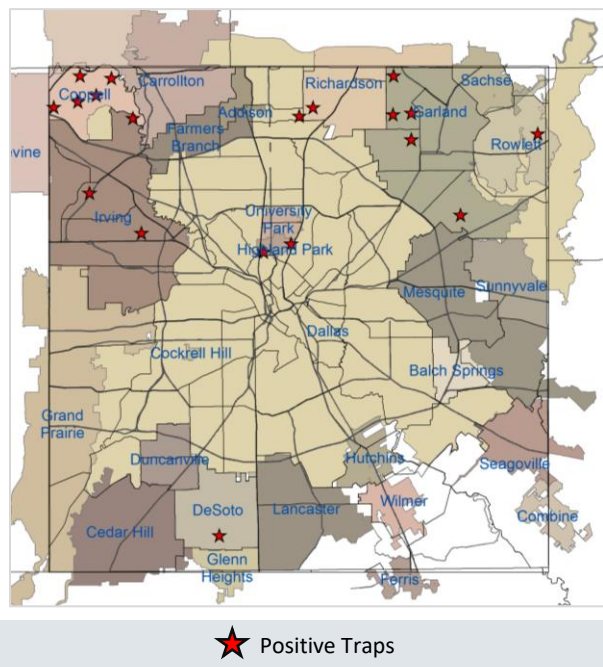 Sachse
Carrollton
Richardson
Coppell
Addison
Garland
Farmers
Branch
Rowlett
vine
Irving
University
Park
Highland Park
Sunnyvale
Mesquite
Dallas
Cockrell Hill
Balch Springs
Grand
Prairie
Hutchins
Duncanville
Seagoville
Wilmer
DeSoto
Lancaster
Combine
Cedar Hill
Glenn
Heights
Ferris
Positive Traps